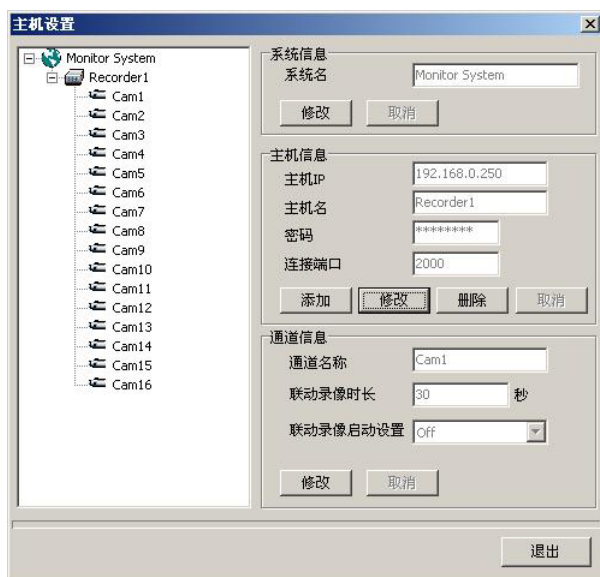 主机设置
Monitor System
Recorder1
Cam1
Cam2
Cam3
Cam4
Cam5
Cam6
Cam7
Cam8
Cam9
Cam10
Cam11
Cam12
Cam13
Cam14
Cam15
Cam16
系统信息
系统名 Monitor System
修改 取消
主机信息
主机IP 192.168.0.250
主机名 Recorder1
密码 ********
连接端口 2000
添加 修改 删除 取消
通道信息
通道名称 Cam1
联动录像时长 30 秒
联动录像启动设置 Off
修改 取消
退出